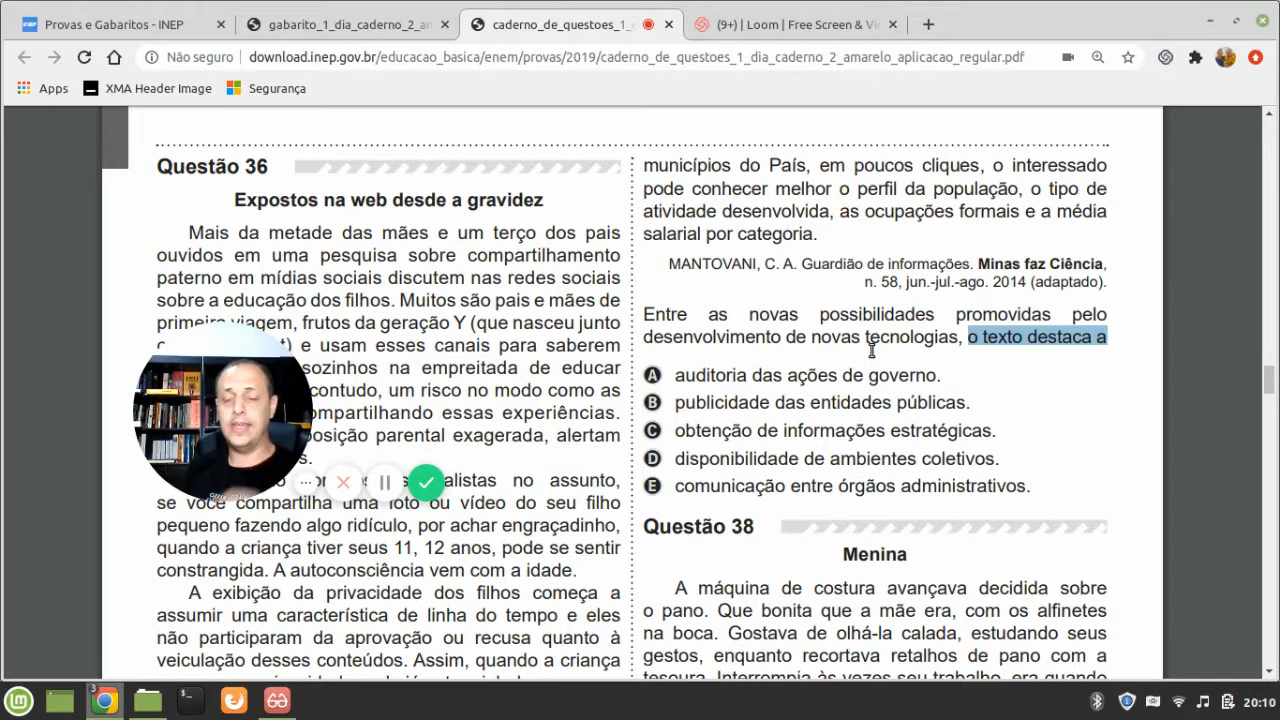 Provas e Gabaritos - INEP
gabarito_1_dia_caderno_2_am
caderno_de_questoes_1_
(9+) | Loom | Free Screen & Vi
Não seguro
download.inep.gov.br/educacao_basica/enem/provas/2019/caderno_de_questoes_1_dia_caderno_2_amarelo_aplicacao_regular.pdf
Apps
XMA Header Image
Segurança
Questão 36
Expostos na web desde a gravidez
Mais da metade das mães e um terço dos pais
ouvidos em uma pesquisa sobre compartilhamento
paterno em mídias sociais discutem nas redes sociais
sobre a educação dos filhos. Muitos são pais e mães de
primeira viagem, frutos da geração Y (que nasceu junto
e usam esses canais para saberem
sozinhos na empreitada de educar
contudo, um risco no modo como as
compartilhando essas experiências.
posição parental exagerada, alertam
s.
no assunto,
se você compartilha uma foto ou vídeo do seu filho
pequeno fazendo algo ridículo, por achar engraçadinho,
quando a criança tiver seus 11, 12 anos, pode se sentir
constrangida. A autoconsciência vem com a idade.
A exibição da privacidade dos filhos começa a
assumir uma característica de linha do tempo e eles
não participaram da aprovação ou recusa quanto à
veiculação desses conteúdos. Assim, quando a criança
municípios do País, em poucos cliques, o interessado
pode conhecer melhor o perfil da população, o tipo de
atividade desenvolvida, as ocupações formais e a média
salarial por categoria.
MANTOVANI, C. A. Guardião de informações. Minas faz Ciência,
n. 58, jun.-jul.-ago. 2014 (adaptado).
Entre as novas possibilidades promovidas pelo
desenvolvimento de novas tecnologias, o texto destaca a
A auditoria das ações de governo.
B publicidade das entidades públicas.
C obtenção de informações estratégicas.
D disponibilidade de ambientes coletivos.
E comunicação entre órgãos administrativos.
Questão 38
Menina
A máquina de costura avançava decidida sobre
o pano. Que bonita que a mãe era, com os alfinetes
na boca. Gostava de olhá-la calada, estudando seus
gestos, enquanto recortava retalhos de pano com a
tesoura. Interrompia às vezes seu trabalho, era quando
3
20:10